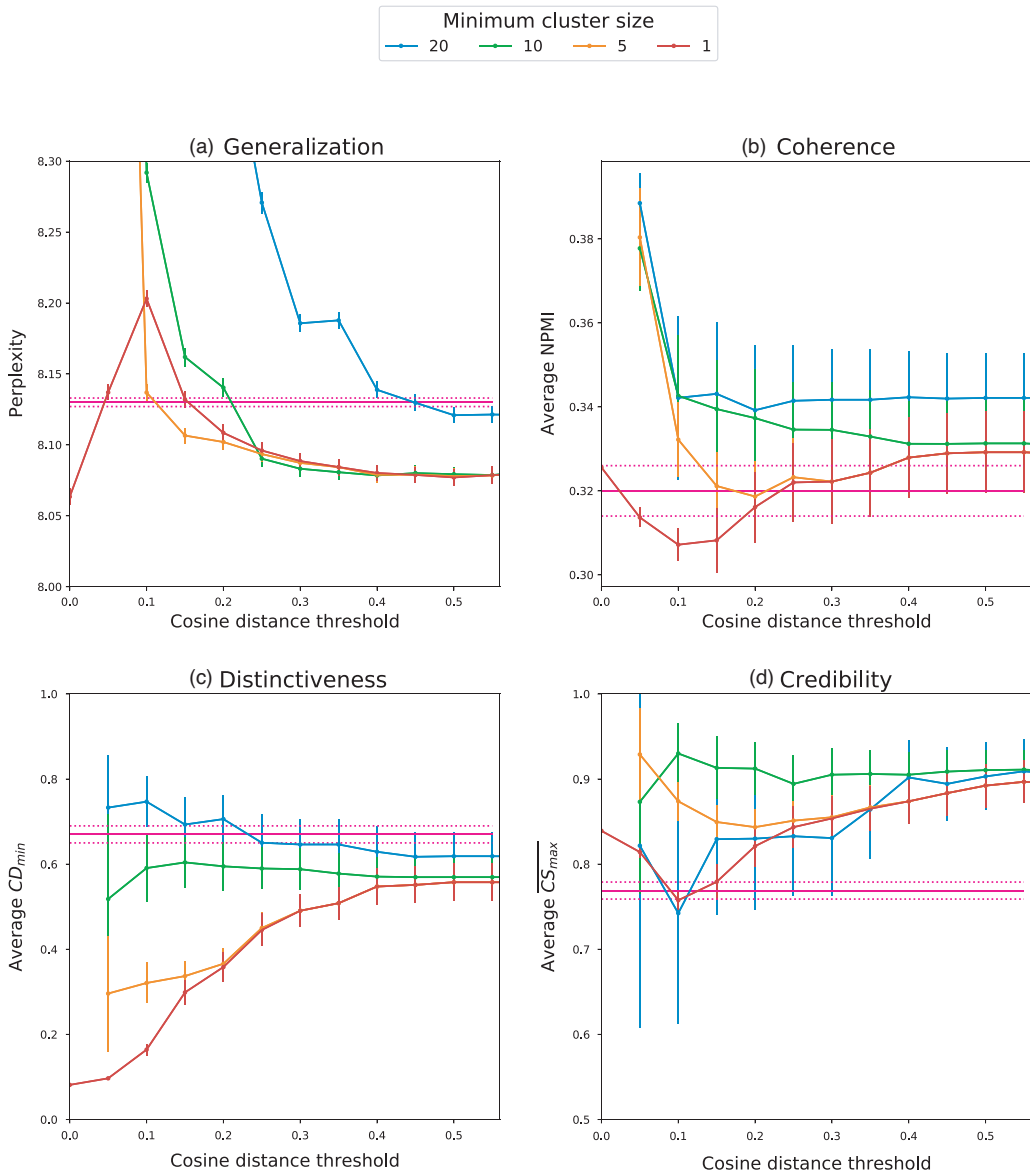 Minimum cluster size
20 10 5 1
(a) Generalization
8.30
8.25
8.20
8.15
8.10
8.05
8.00
Perplexity
0.0 0.1 0.2 0.3 0.4 0.5
Cosine distance threshold
(b) Coherence
0.38
0.36
0.34
0.32
0.30
Average NPMI
0.0 0.1 0.2 0.3 0.4 0.5
Cosine distance threshold
(c) Distinctiveness
1.0
0.8
0.6
0.4
0.2
0.0
Average CD_min
0.0 0.1 0.2 0.3 0.4 0.5
Cosine distance threshold
(d) Credibility
1.0
0.9
0.8
0.7
0.6
0.5
Average CS_max
0.0 0.1 0.2 0.3 0.4 0.5
Cosine distance threshold